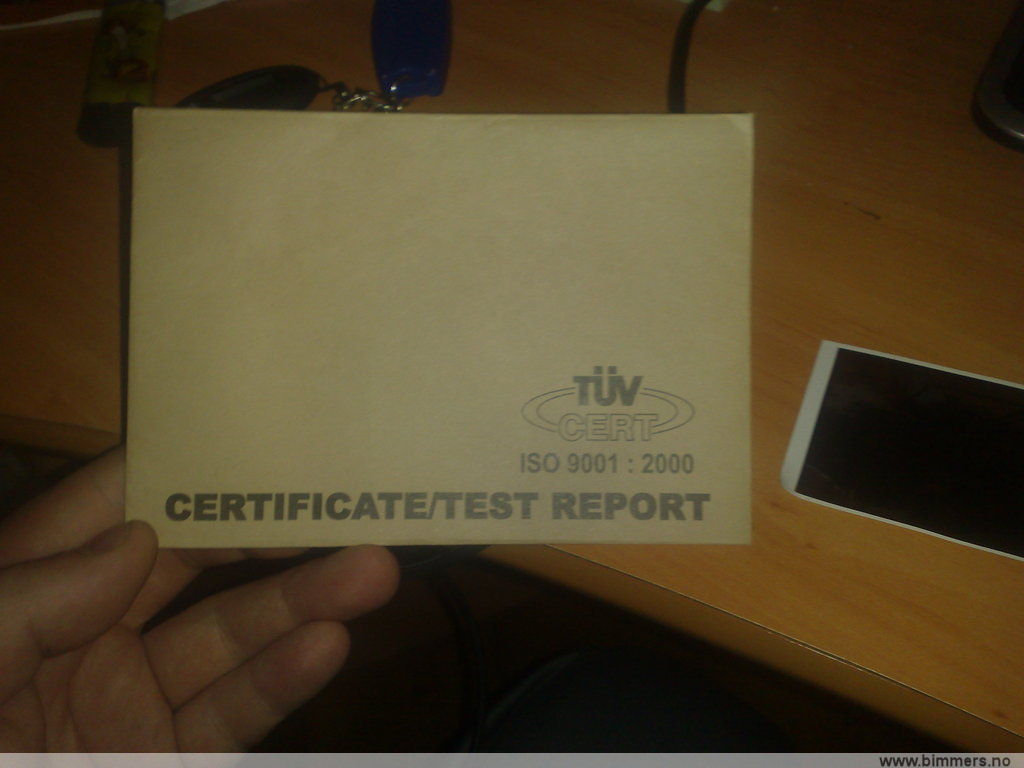 TÜV
CERT
ISO 9001 : 2000
CERTIFICATE/TEST REPORT
www.bimmers.no